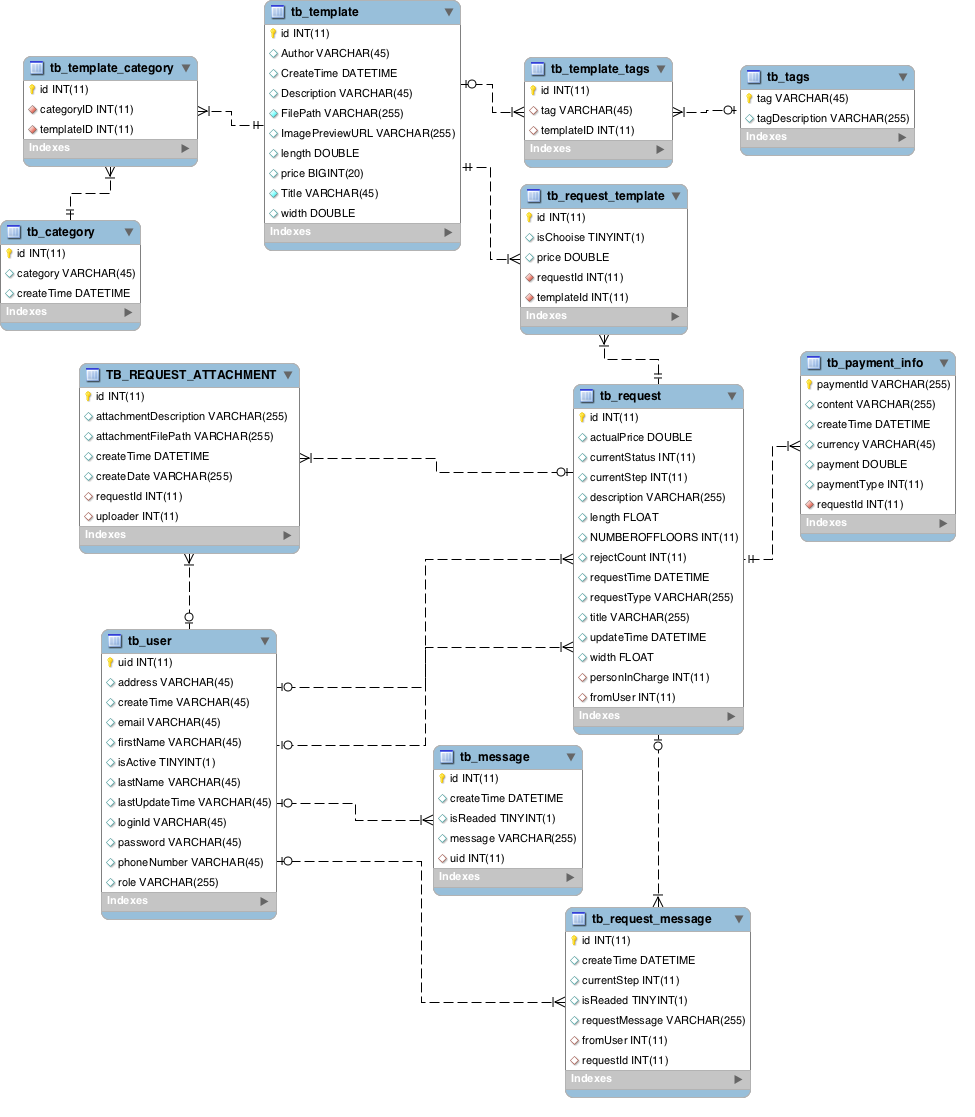 tb_template
id INT(11)
Author VARCHAR(45)
CreateTime DATETIME
Description VARCHAR(45)
FilePath VARCHAR(255)
ImagePreviewURL VARCHAR(255)
length DOUBLE
price BIGINT(20)
Title VARCHAR(45)
width DOUBLE
Indexes
tb_template_category
id INT(11)
categoryID INT(11)
templateID INT(11)
Indexes
tb_template_tags
id INT(11)
tag VARCHAR(45)
templateID INT(11)
Indexes
tb_tags
tag VARCHAR(45)
tagDescription VARCHAR(255)
Indexes
tb_category
id INT(11)
category VARCHAR(45)
createTime DATETIME
Indexes
tb_request_template
id INT(11)
isChooise TINYINT(1)
price DOUBLE
requestId INT(11)
templateId INT(11)
Indexes
TB_REQUEST_ATTACHMENT
id INT(11)
attachmentDescription VARCHAR(255)
attachmentFilePath VARCHAR(255)
createTime DATETIME
createDate VARCHAR(255)
requestId INT(11)
uploader INT(11)
Indexes
tb_request
id INT(11)
actualPrice DOUBLE
currentStatus INT(11)
currentStep INT(11)
description VARCHAR(255)
length FLOAT
NUMBEROFFLOORS INT(11)
rejectCount INT(11)
requestTime DATETIME
requestType VARCHAR(255)
title VARCHAR(255)
updateTime DATETIME
width FLOAT
personInCharge INT(11)
fromUser INT(11)
Indexes
tb_payment_info
paymentId VARCHAR(255)
content VARCHAR(255)
createTime DATETIME
currency VARCHAR(45)
payment DOUBLE
paymentType INT(11)
requestId INT(11)
Indexes
tb_user
uid INT(11)
address VARCHAR(45)
createTime VARCHAR(45)
email VARCHAR(45)
firstName VARCHAR(45)
isActive TINYINT(1)
lastName VARCHAR(45)
lastUpdateTime VARCHAR(45)
loginId VARCHAR(45)
password VARCHAR(45)
phoneNumber VARCHAR(45)
role VARCHAR(255)
Indexes
tb_message
id INT(11)
createTime DATETIME
isReaded TINYINT(1)
message VARCHAR(255)
uid INT(11)
Indexes
tb_request_message
id INT(11)
createTime DATETIME
currentStep INT(11)
isReaded TINYINT(1)
requestMessage VARCHAR(255)
fromUser INT(11)
requestId INT(11)
Indexes